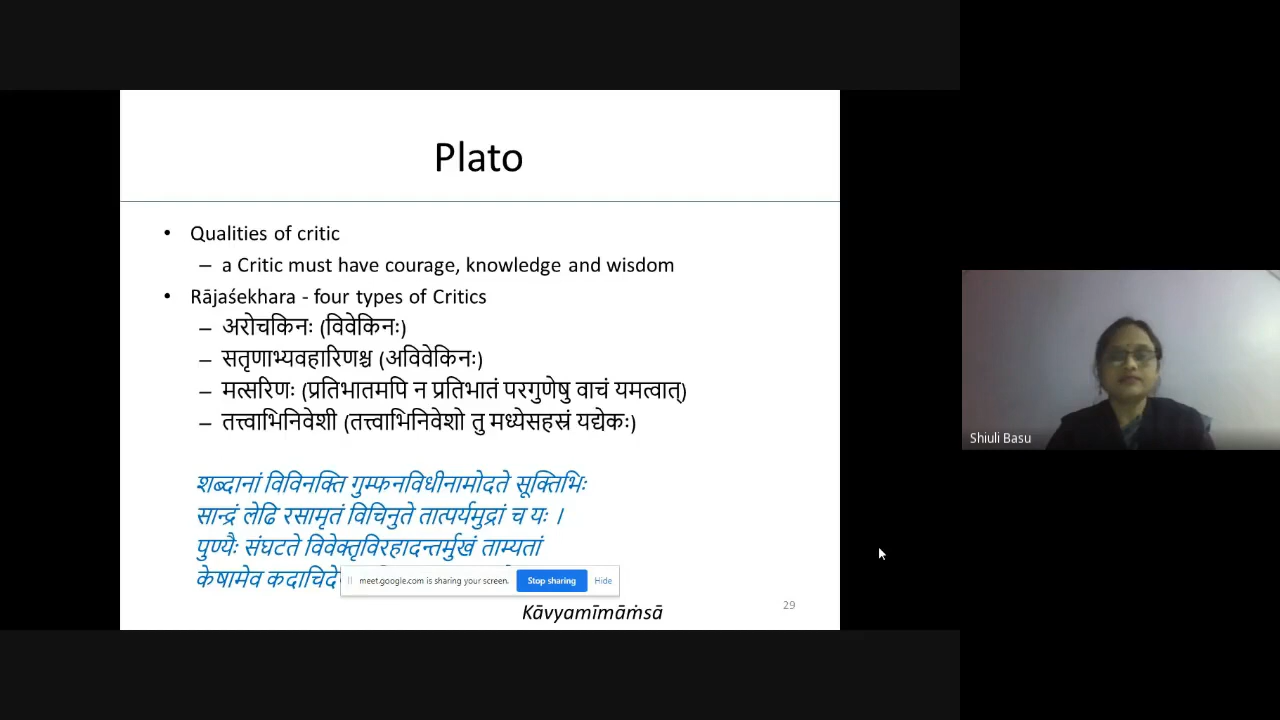 Plato
• Qualities of critic
– a Critic must have courage, knowledge and wisdom
• Rājaśekhara - four types of Critics
– अरोचकिनः (विवेकिनः)
– सतृणाभ्यवहारिणश्च (अविवेकिनः)
– मत्सरिणः (प्रतिभातमपि न प्रतिभातं परगुणेषु वाचं यमत्वात्)
– तत्त्वाभिनिवेशी (तत्त्वाभिनिवेशो तु मध्येसहस्रं यद्येकः)
शब्दानां विविनक्ति गुम्फनविधीनामोदते सूक्तिभिः
सान्द्रं लेढि रसामृतं विचिनुते तात्पर्यमुद्रां च यः ।
पुण्यैः संघटते विवेक्तृविरहादन्तर्मुखं ताम्यतां
केषामेव
meet.google.com is sharing your screen. Stop sharing Hide
Kāvyamīmāṁsā
29
Shiuli Basu